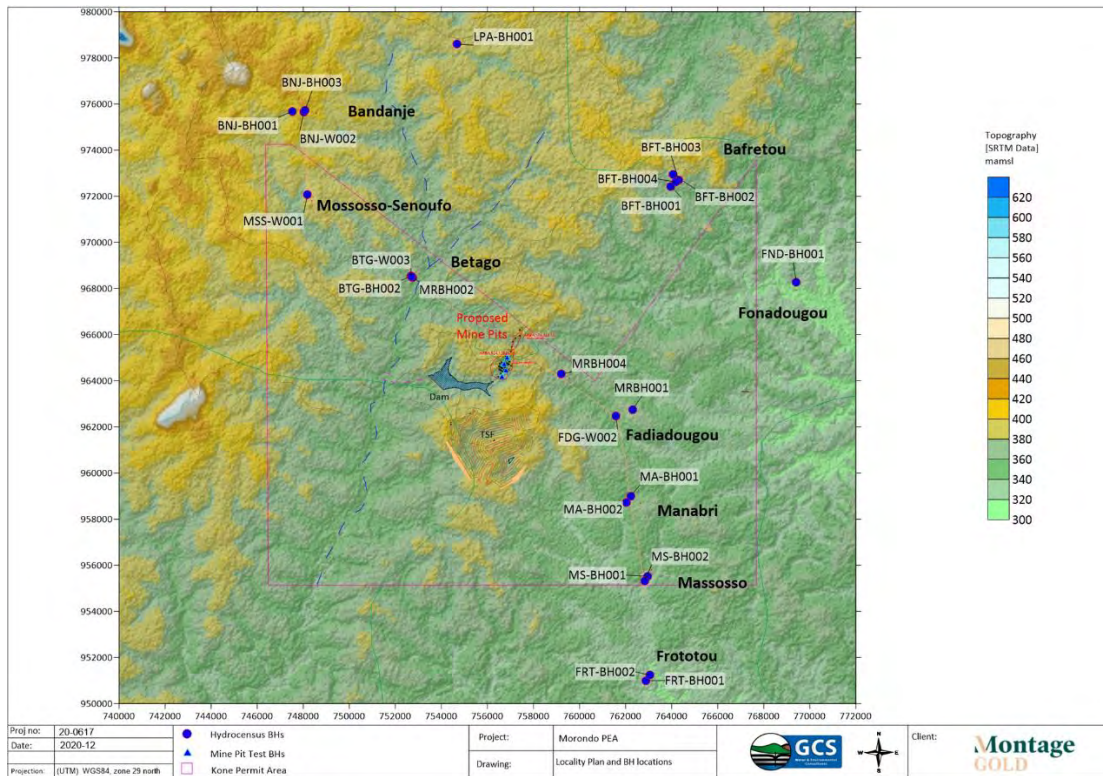 980000
978000
976000
974000
972000
970000
968000
966000
964000
962000
960000
958000
956000
954000
952000
950000
740000 742000 744000 746000 748000 750000 752000 754000 756000 758000 760000 762000 764000 766000 768000 770000 772000
LPA-BH001
BNJ-BH003
Bandanje
BNJ-BH001
BNJ-W002
BFT-BH003
Bafretou
BFT-BH004
BFT-BH002
BFT-BH001
MSS-W001
Mossosso-Senoufo
BTG-W003
Betago
BTG-BH002
MRBH002
FND-BH001
Fonadougou
Proposed
Mine Pits
MRBH004
MRBH001
Dam
FDG-W002
Fadiadougou
TSF
MA-BH001
MA-BH002
Manabri
MS-BH002
MS-BH001
Massosso
Frototou
FRT-BH002
FRT-BH001
Topography
[SRTM Data]
mamsl
620
600
580
560
540
520
500
480
460
440
420
400
380
360
340
320
300
Proj no: 20-0617
Date: 2020-12
Projection: (UTM) WGS84, zone 29 north
Hydrocensus BHs
Mine Pit Test BHs
Kone Permit Area
Project: Morondo PEA
Drawing: Locality Plan and BH locations
GCS
N
W E
S
Client:
Montage
GOLD